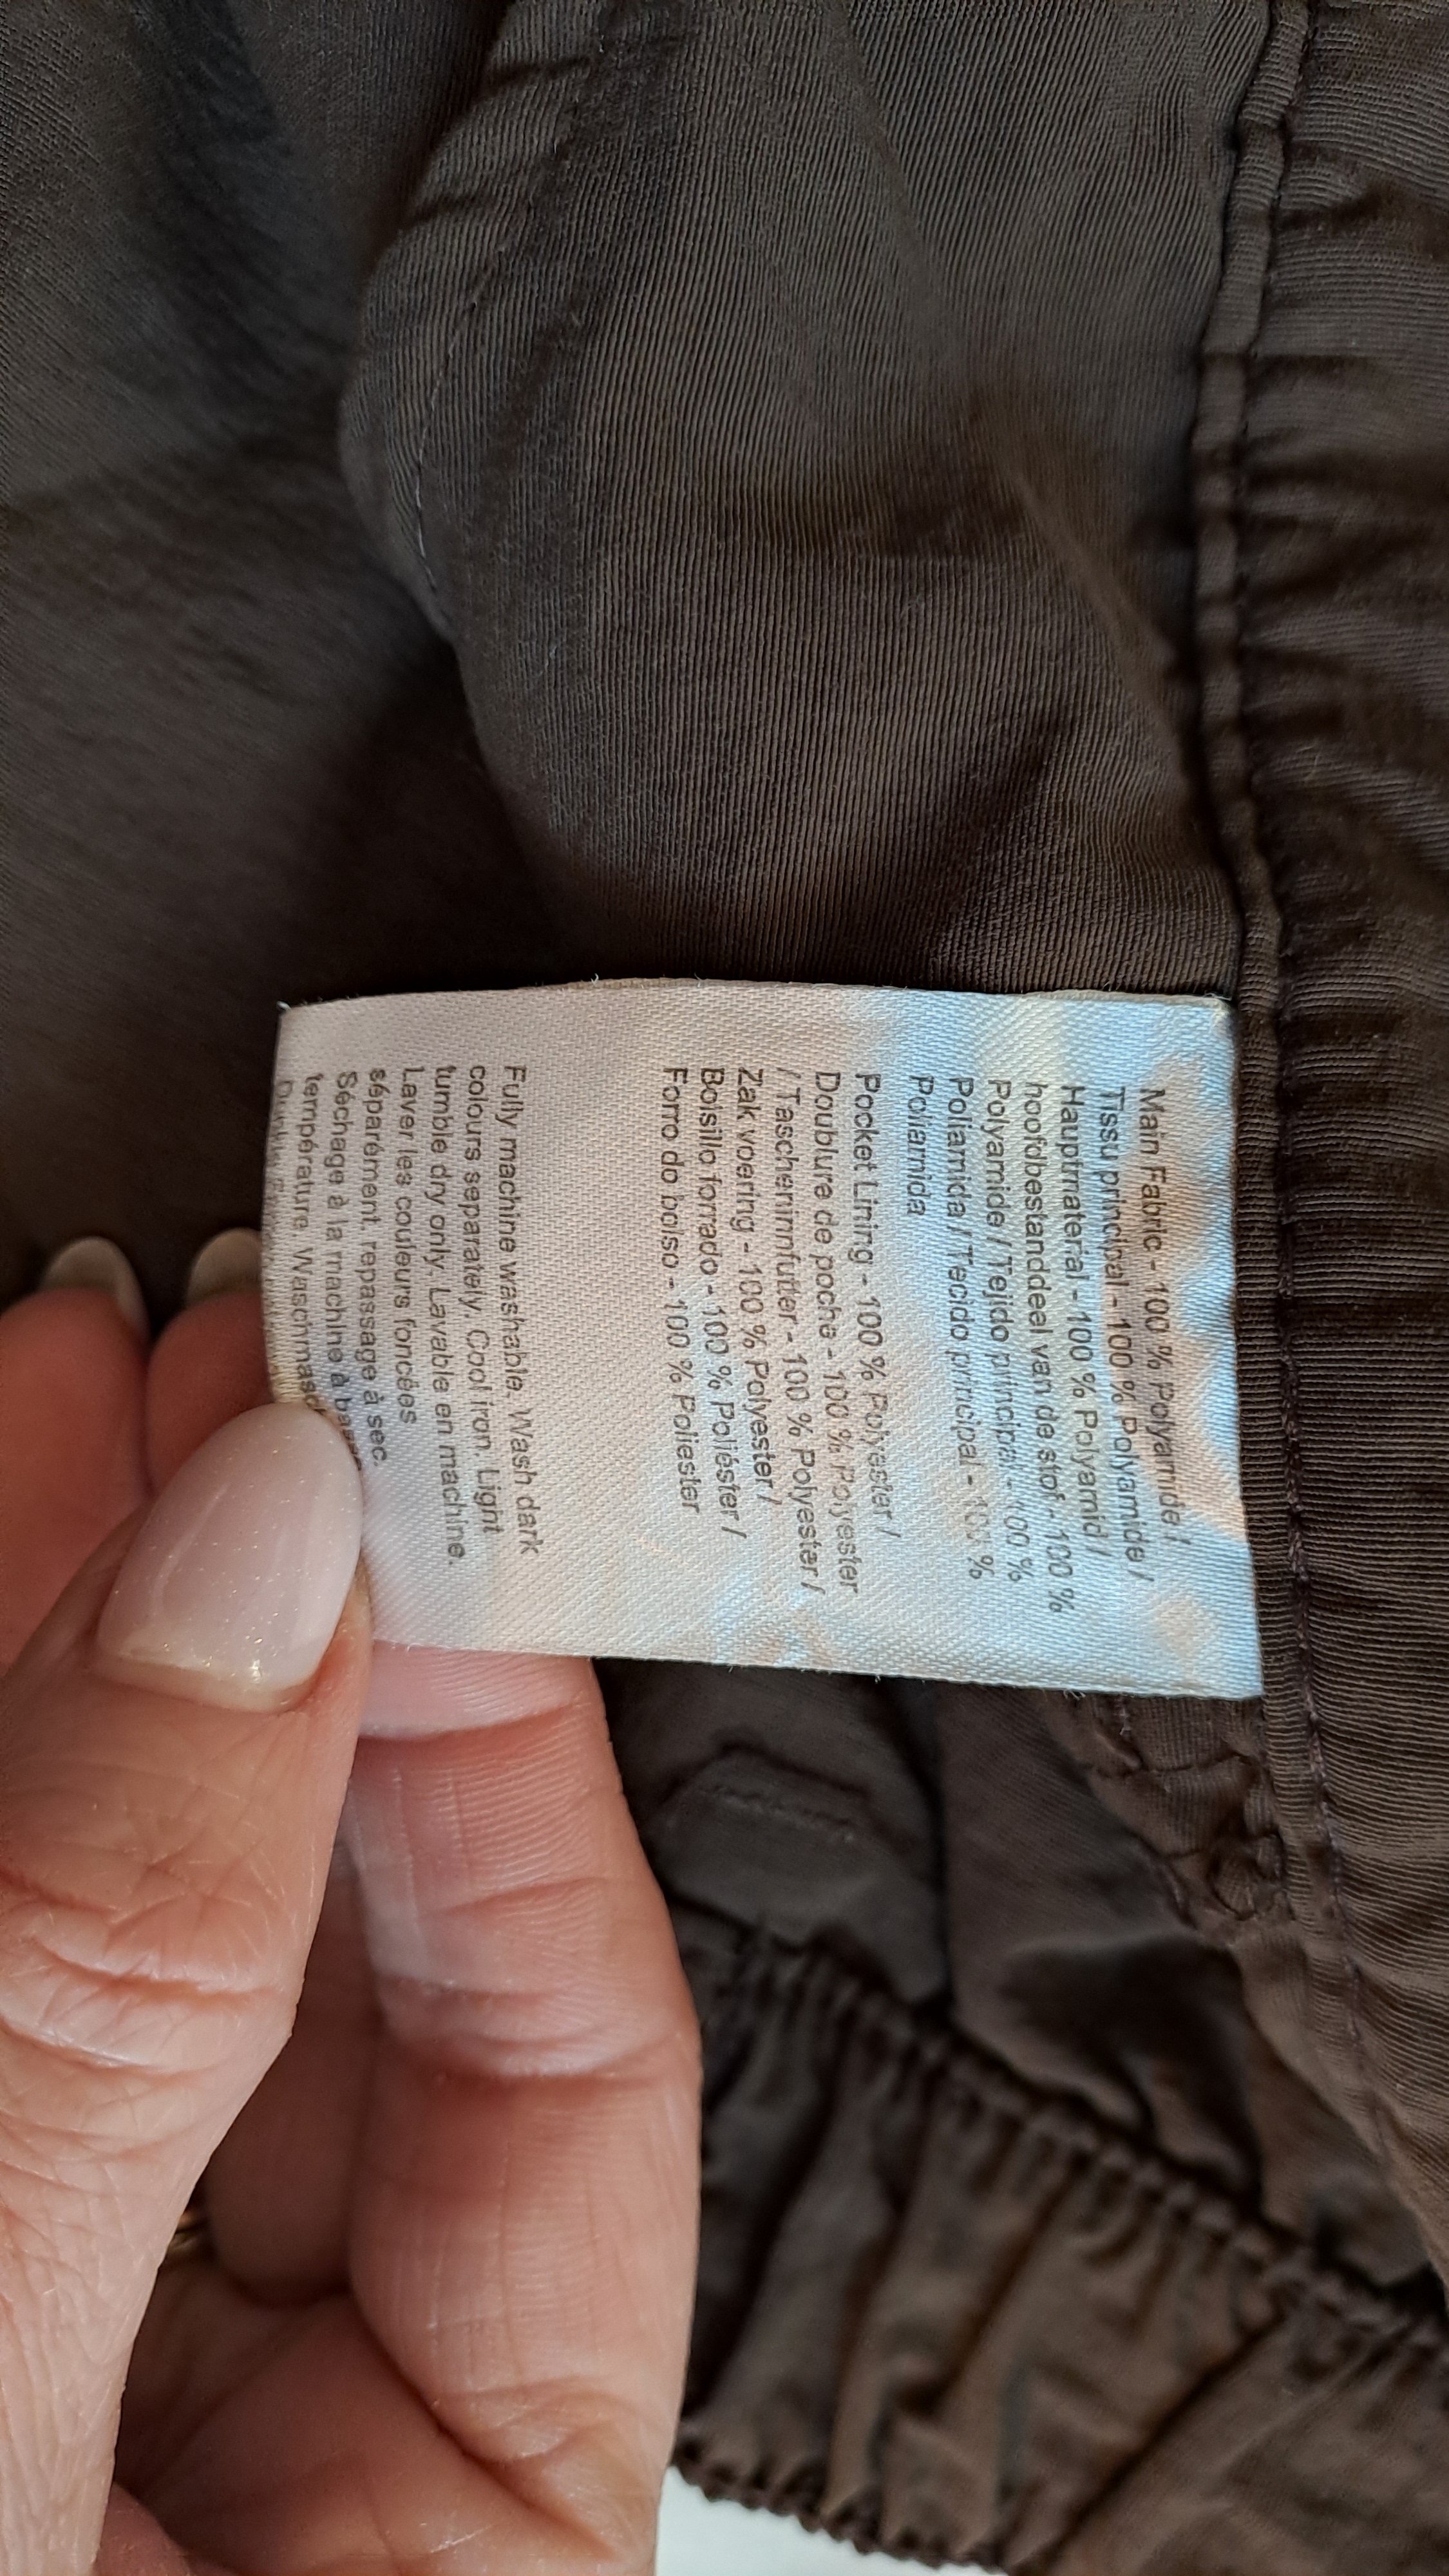 Main Fabric - 100 % Polyamide /
Tissu principal - 100 % Polyamide /
Hauptmaterial - 100 % Polyamid /
hoofdbestanddeel van de stof - 100 %
Polyamide / Tejido principal - 100 %
Poliamida / Tecido principal - 100 %
Poliamida
Pocket Lining - 100 % Polyester /
Doublure de poche - 100 % Polyester
/ Tascheninnfutter - 100 % Polyester /
Zak voering - 100 % Polyester /
Bolsillo forrado - 100 % Poliéster /
Forro do bolso - 100 % Poliester
Fully machine washable. Wash dark
colours separately. Cool iron. Light
tumble dry only. Lavable en machine.
Laver les couleurs foncées
séparément, repassage à sec.
Séchage à la machine à basse
température.